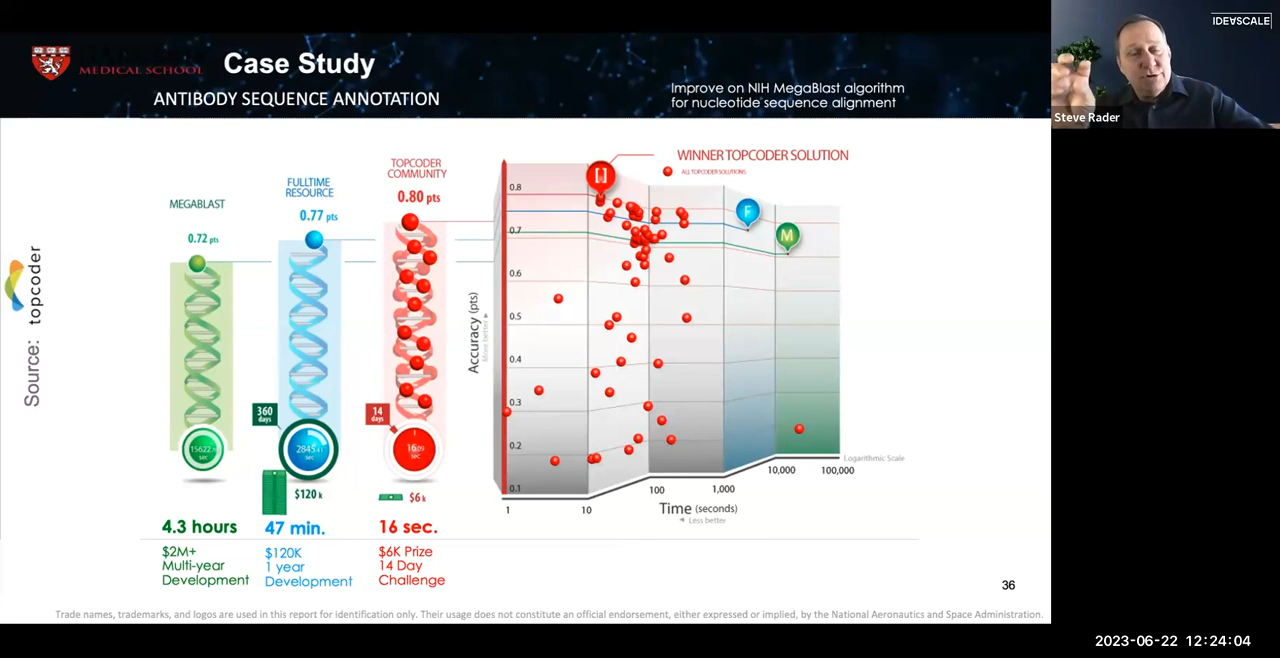 MEDICAL SCHOOL
Case Study
ANTIBODY SEQUENCE ANNOTATION
Improve on NIH MegaBlast algorithm
for nucleotide sequence alignment
IDEASCALE
Steve Rader
Source: topcoder
MEGABLAST
0.72 pts
FULLTIME
RESOURCE
0.77 pts
TOPCODER
COMMUNITY
0.80 pts
WINNER TOPCODER SOLUTION
ALL TOPCODER SOLUTIONS
F
M
Accuracy (pts)
More better
0.8
0.7
0.6
0.5
0.4
0.3
0.2
0.1
1
10
100
1,000
10,000
100,000
Logarithmic Scale
Time (seconds)
Less better
360
days
14
days
15622
sec
2845
sec
16.09
sec
$120 k
$6 k
4.3 hours
$2M+
Multi-year
Development
47 min.
$120K
1 year
Development
16 sec.
$6K Prize
14 Day
Challenge
36
Trade names, trademarks, and logos are used in this report for identification only. Their usage does not constitute an official endorsement, either expressed or implied, by the National Aeronautics and Space Administration.
2023-06-22 12:24:04